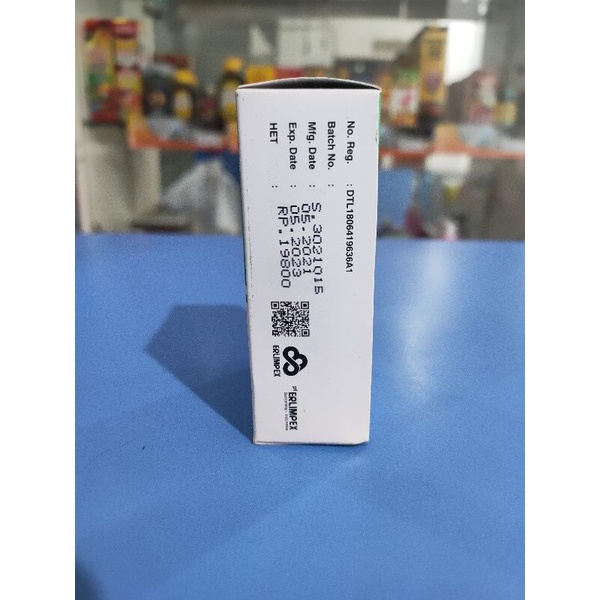 No. Reg. : DTL1806419636A1
Batch No. : S.3021015
Mfg. Date : 05.2021
Exp. Date : 05.2023
HET : RP.19800
ERLIMPEX
pt ERLIMPEX